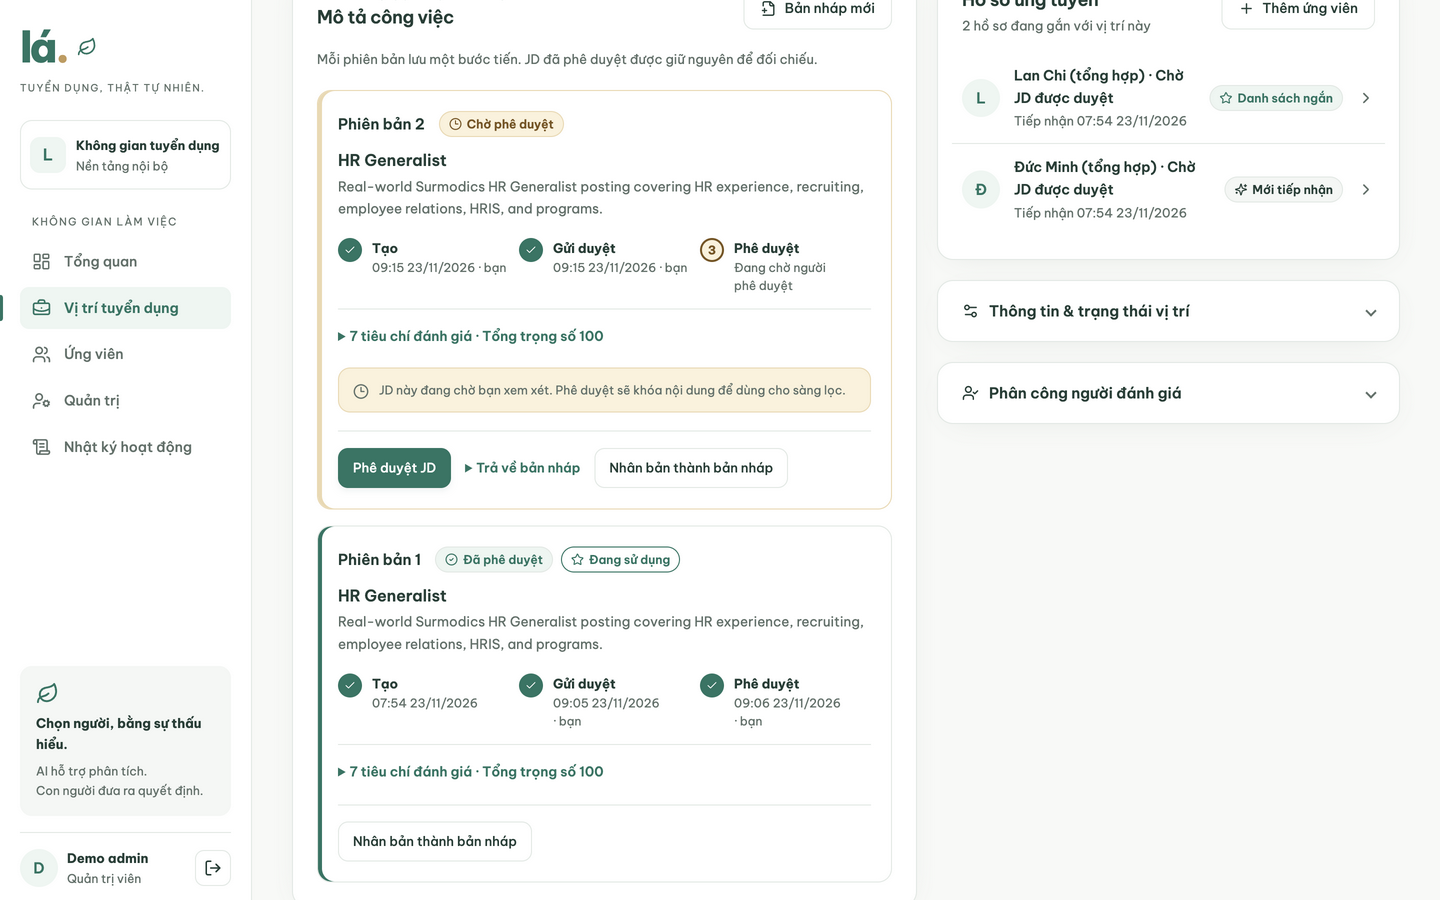 lá.
TUYỂN DỤNG, THẬT TỰ NHIÊN.
L
Không gian tuyển dụng
Nền tảng nội bộ
KHÔNG GIAN LÀM VIỆC
Tổng quan
Vị trí tuyển dụng
Ứng viên
Quản trị
Nhật ký hoạt động
Chọn người, bằng sự thấu
hiểu.
AI hỗ trợ phân tích.
Con người đưa ra quyết định.
D
Demo admin
Quản trị viên
Mô tả công việc
Bản nháp mới
Mỗi phiên bản lưu một bước tiến. JD đã phê duyệt được giữ nguyên để đối chiếu.
Phiên bản 2
Chờ phê duyệt
HR Generalist
Real-world Surmodics HR Generalist posting covering HR experience, recruiting,
employee relations, HRIS, and programs.
Tạo
09:15 23/11/2026 · bạn
Gửi duyệt
09:15 23/11/2026 · bạn
3
Phê duyệt
Đang chờ người
phê duyệt
7 tiêu chí đánh giá · Tổng trọng số 100
JD này đang chờ bạn xem xét. Phê duyệt sẽ khóa nội dung để dùng cho sàng lọc.
Phê duyệt JD
Trả về bản nháp
Nhân bản thành bản nháp
Phiên bản 1
Đã phê duyệt
Đang sử dụng
HR Generalist
Real-world Surmodics HR Generalist posting covering HR experience, recruiting,
employee relations, HRIS, and programs.
Tạo
07:54 23/11/2026
Gửi duyệt
09:05 23/11/2026
· bạn
Phê duyệt
09:06 23/11/2026
· bạn
7 tiêu chí đánh giá · Tổng trọng số 100
Nhân bản thành bản nháp
Hồ sơ ứng tuyển
2 hồ sơ đang gắn với vị trí này
Thêm ứng viên
L
Lan Chi (tổng hợp) · Chờ
JD được duyệt
Tiếp nhận 07:54 23/11/2026
Danh sách ngắn
Đ
Đức Minh (tổng hợp) · Chờ
JD được duyệt
Tiếp nhận 07:54 23/11/2026
Mới tiếp nhận
Thông tin & trạng thái vị trí
Phân công người đánh giá